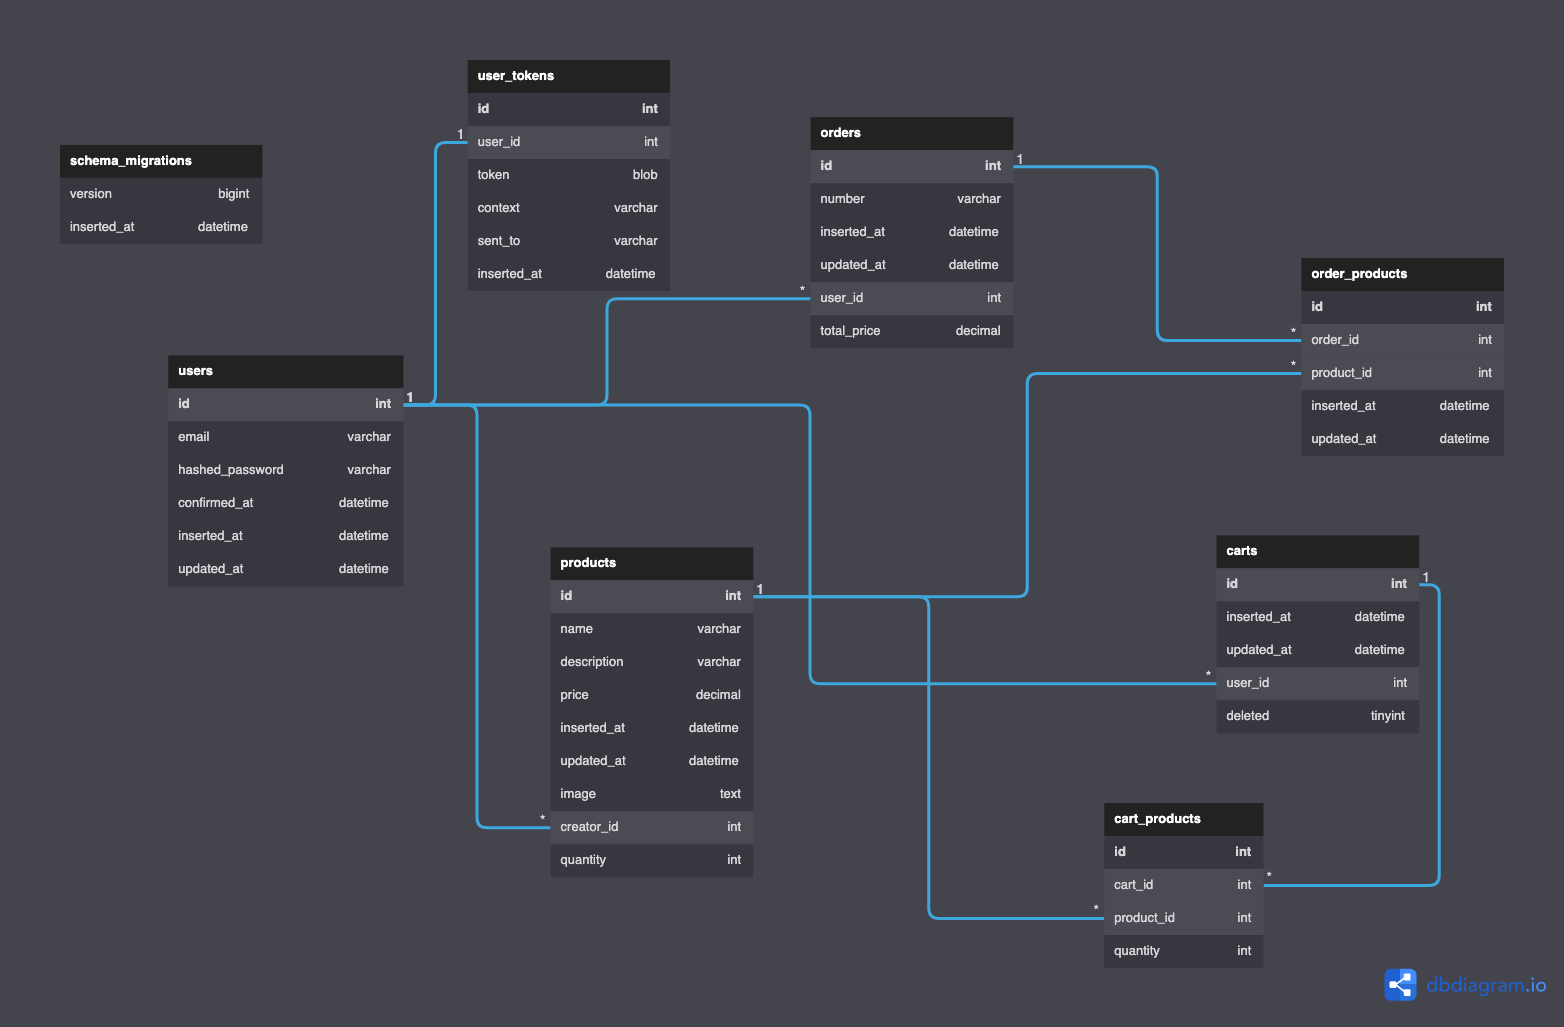 user_tokens
id int
1
user_id int
token blob
context varchar
sent_to varchar
inserted_at datetime
schema_migrations
version bigint
inserted_at datetime
orders
id int
1
number varchar
inserted_at datetime
updated_at datetime
*
user_id int
total_price decimal
order_products
id int
*
order_id int
*
product_id int
inserted_at datetime
updated_at datetime
users
id int
1
email varchar
hashed_password varchar
confirmed_at datetime
inserted_at datetime
updated_at datetime
products
id int
1
name varchar
description varchar
price decimal
inserted_at datetime
updated_at datetime
image text
*
creator_id int
quantity int
carts
id int
1
inserted_at datetime
updated_at datetime
*
user_id int
deleted tinyint
cart_products
id int
cart_id int
*
*
product_id int
quantity int
dbdiagram.io